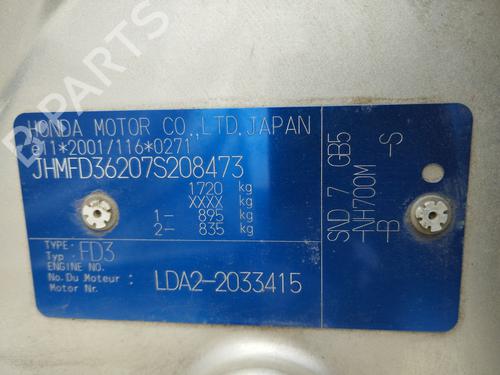 HONDA MOTOR CO.,LTD.JAPAN
e11*2001/116*0271
JHMFD36207S208473
1720 kg
XXXX kg
1- 895 kg
2- 835 kg
TYPE:
Typ : FD3
ENGINE NO.
No.Du Moteur : LDA2-2033415
Motor Nr.
SND 7 GB5
-NH700M -S
-B